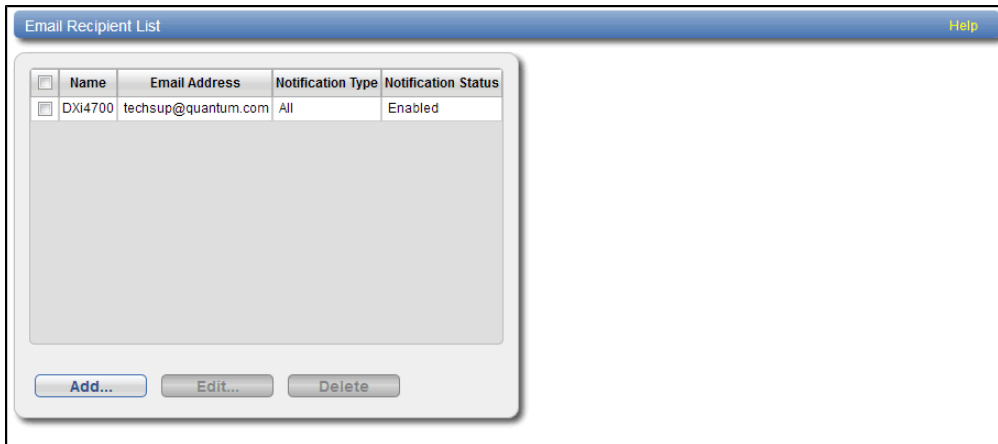 Email Recipient List Help
Name Email Address Notification Type Notification Status
DXi4700 techsup@quantum.com All Enabled
Add... Edit... Delete